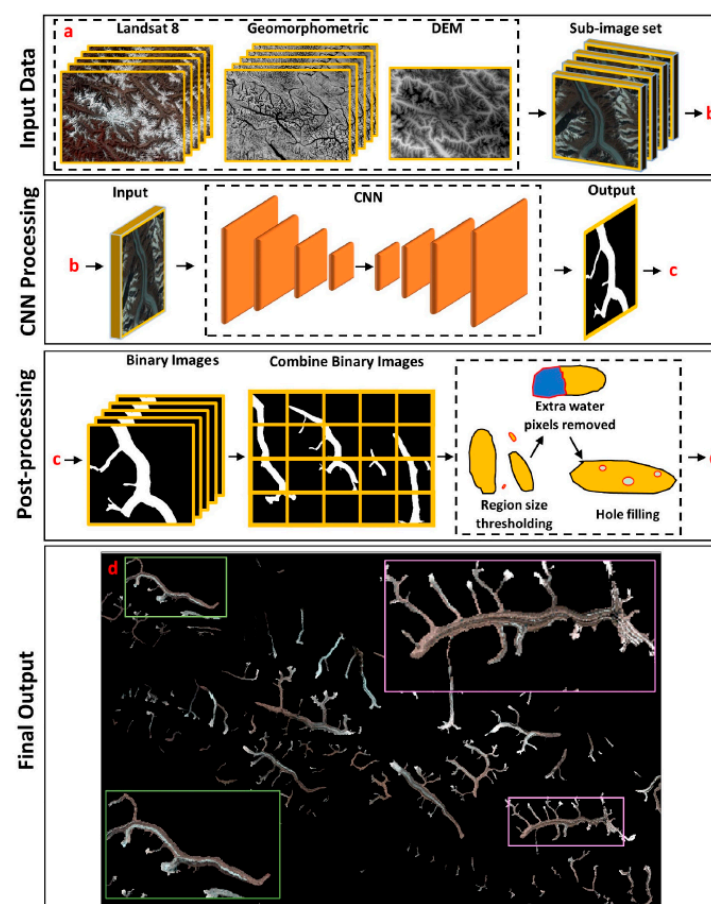 Input Data
a
Landsat 8
Geomorphometric
DEM
Sub-image set
b
CNN Processing
Input
CNN
Output
b
c
Post-processing
Binary Images
Combine Binary Images
c
Extra water
pixels removed
Region size
thresholding
Hole filling
Final Output
d